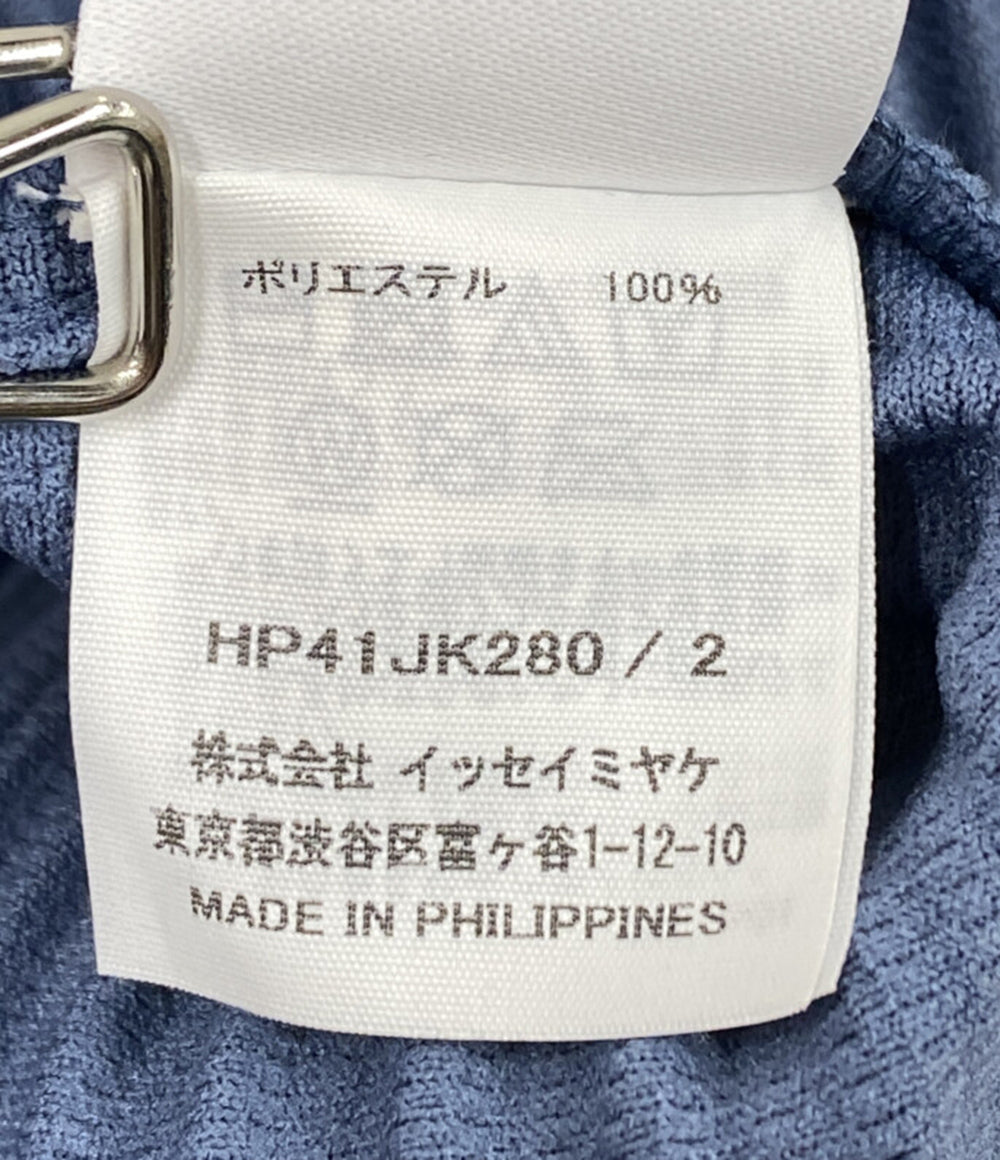 ポリエステル 100%
HP41JK280 / 2
株式会社 イッセイミヤケ
東京都渋谷区富ヶ谷1-12-10
MADE IN PHILIPPINES